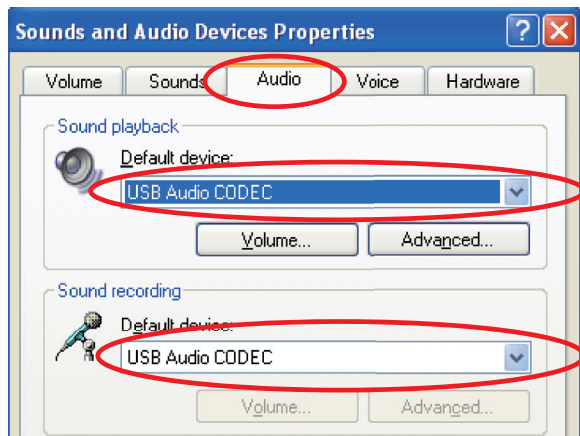 Sounds and Audio Devices Properties
Volume Sounds Audio Voice Hardware
Sound playback
Default device:
USB Audio CODEC
Volume... Advanced...
Sound recording
Default device:
USB Audio CODEC
Volume... Advanced...